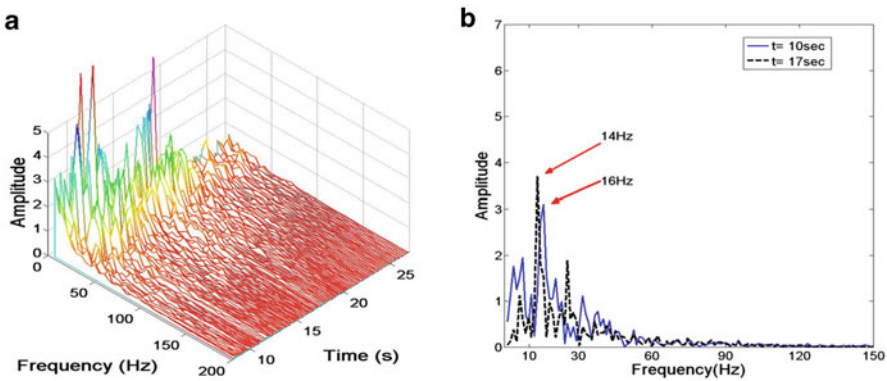 a
Amplitude
5
4
3
2
1
0
0
50
100
150
200
Frequency (Hz)
10
15
20
25
Time (s)
b
7
6
5
4
3
2
1
0
Amplitude
t= 10sec
t= 17sec
14Hz
16Hz
10
30
60
90
120
150
Frequency(Hz)